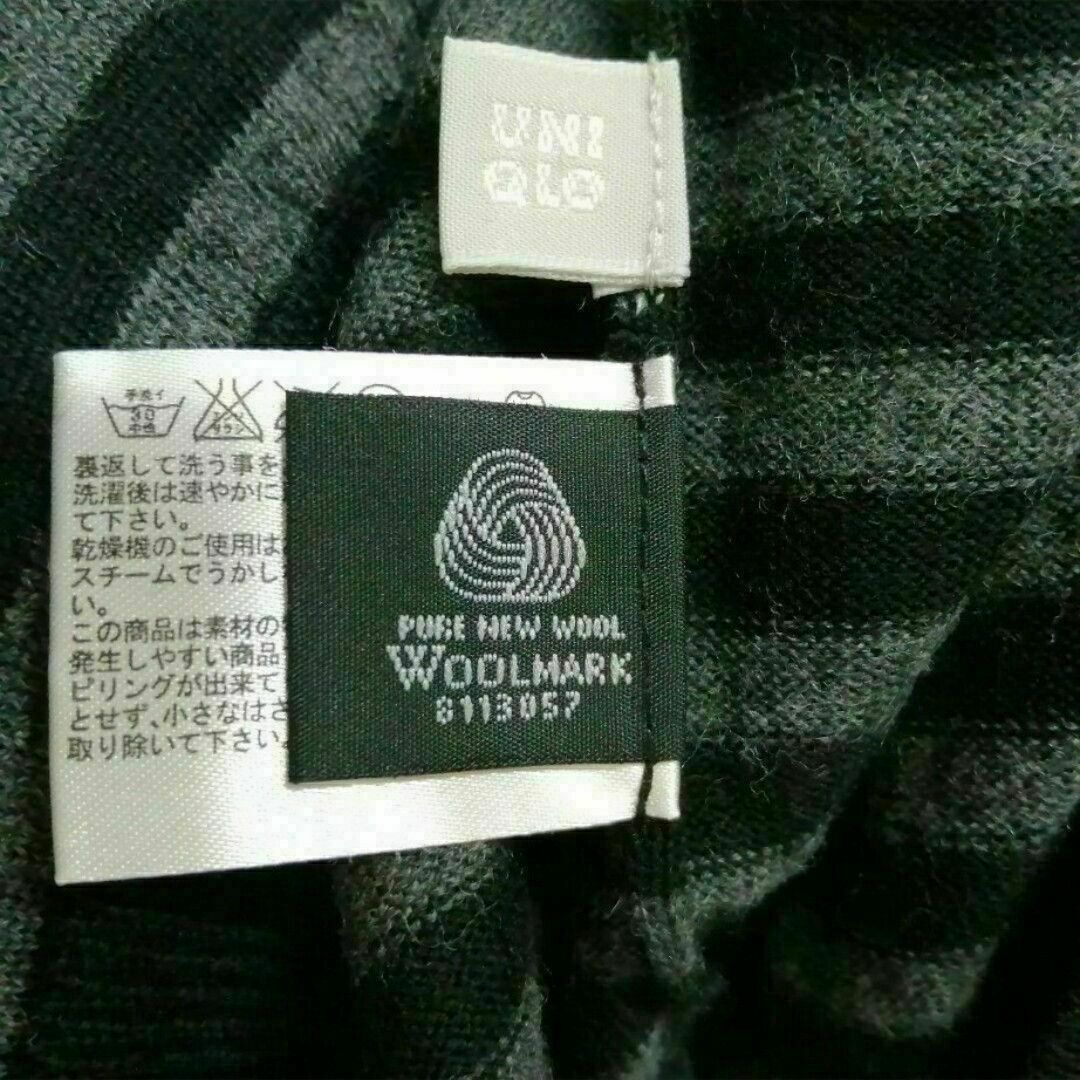 UNI
QLO
手洗イ
30
中性
裏返して洗う事を
洗濯後は速やかに
て下さい。
乾燥機のご使用は
スチームでうかし
い。
この商品は素材の
発生しやすい商品
ピリングが出来て
とせず、小さなはさ
取り除いて下さい。
PURE NEW WOOL
WOOLMARK
8113057